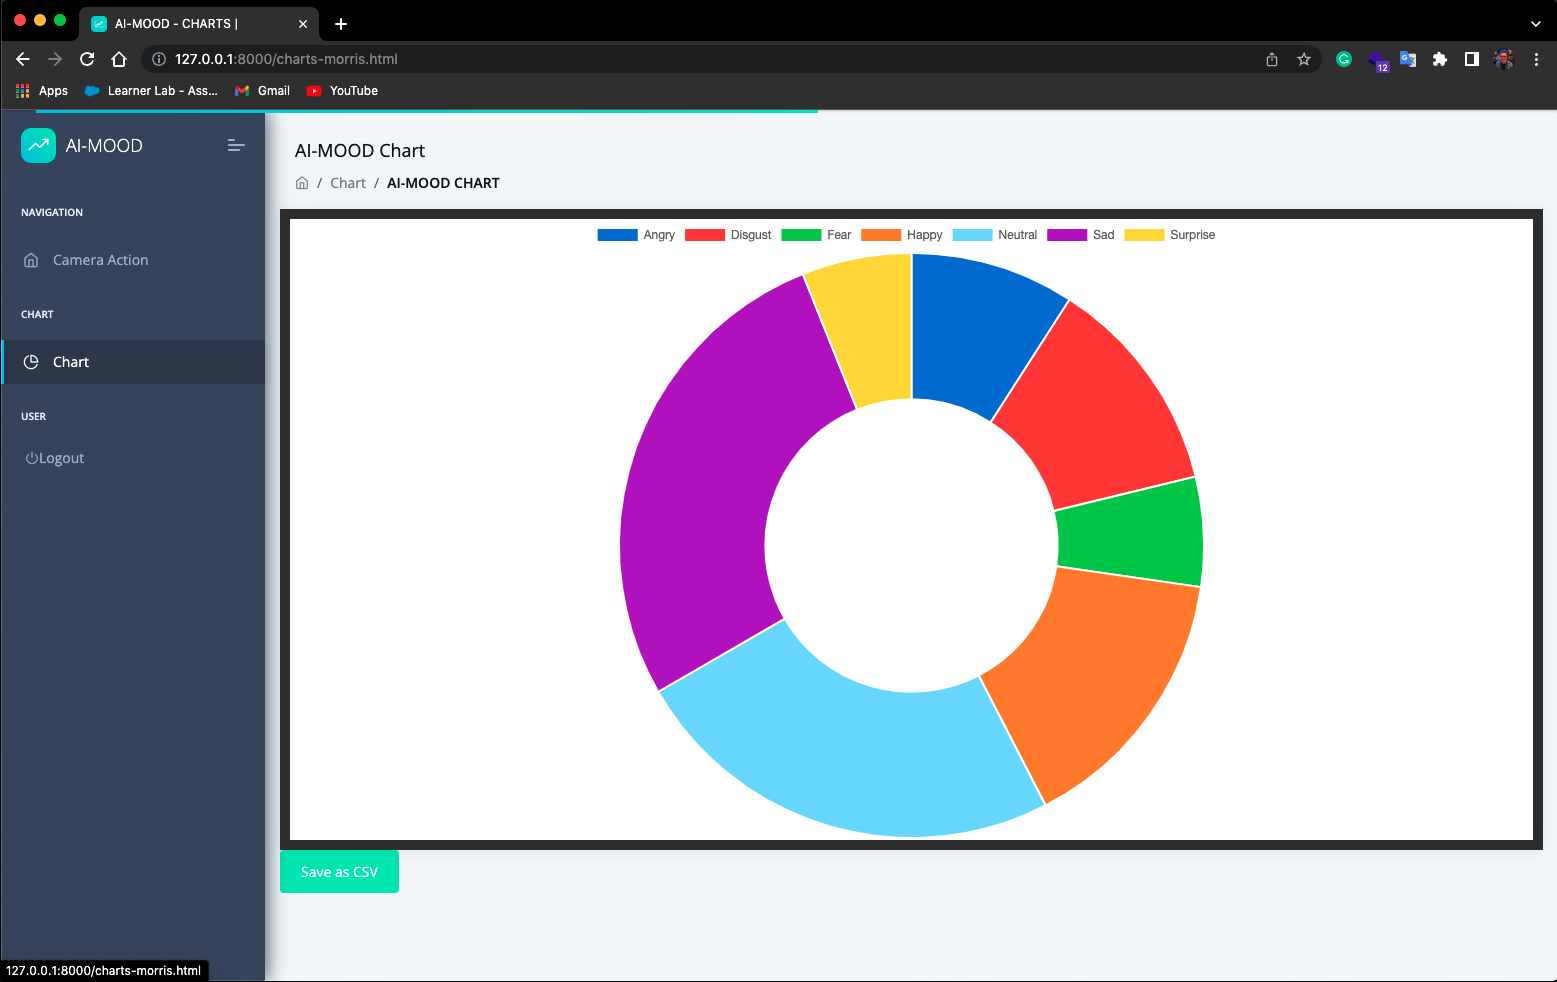 AI-MOOD - CHARTS |
127.0.0.1:8000/charts-morris.html
12
Apps
Learner Lab - Ass...
Gmail
YouTube
AI-MOOD
NAVIGATION
Camera Action
CHART
Chart
USER
Logout
AI-MOOD Chart
/ Chart / AI-MOOD CHART
Angry Disgust Fear Happy Neutral Sad Surprise
Save as CSV
127.0.0.1:8000/charts-morris.html